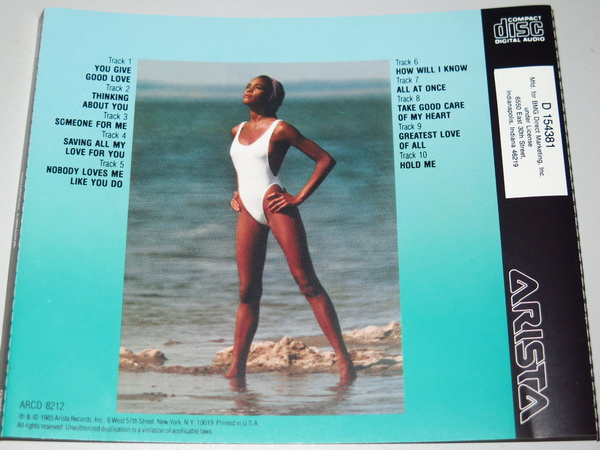 Track 1
YOU GIVE
GOOD LOVE
Track 2
THINKING
ABOUT YOU
Track 3
SOMEONE FOR ME
Track 4
SAVING ALL MY
LOVE FOR YOU
Track 5
NOBODY LOVES ME
LIKE YOU DO
Track 6
HOW WILL I KNOW
Track 7
ALL AT ONCE
Track 8
TAKE GOOD CARE
OF MY HEART
Track 9
GREATEST LOVE
OF ALL
Track 10
HOLD ME
COMPACT
disc
DIGITAL AUDIO
D 154381
Mfd. for BMG Direct Marketing, Inc.
under License
6550 East 30th Street,
Indianapolis, Indiana 46219
ARISTA
ARCD 8212
℗ & © 1985 Arista Records, Inc. 6 West 57th Street, New York, N.Y. 10019 Printed in U.S.A
All rights reserved. Unauthorized duplication is a violation of applicable laws.